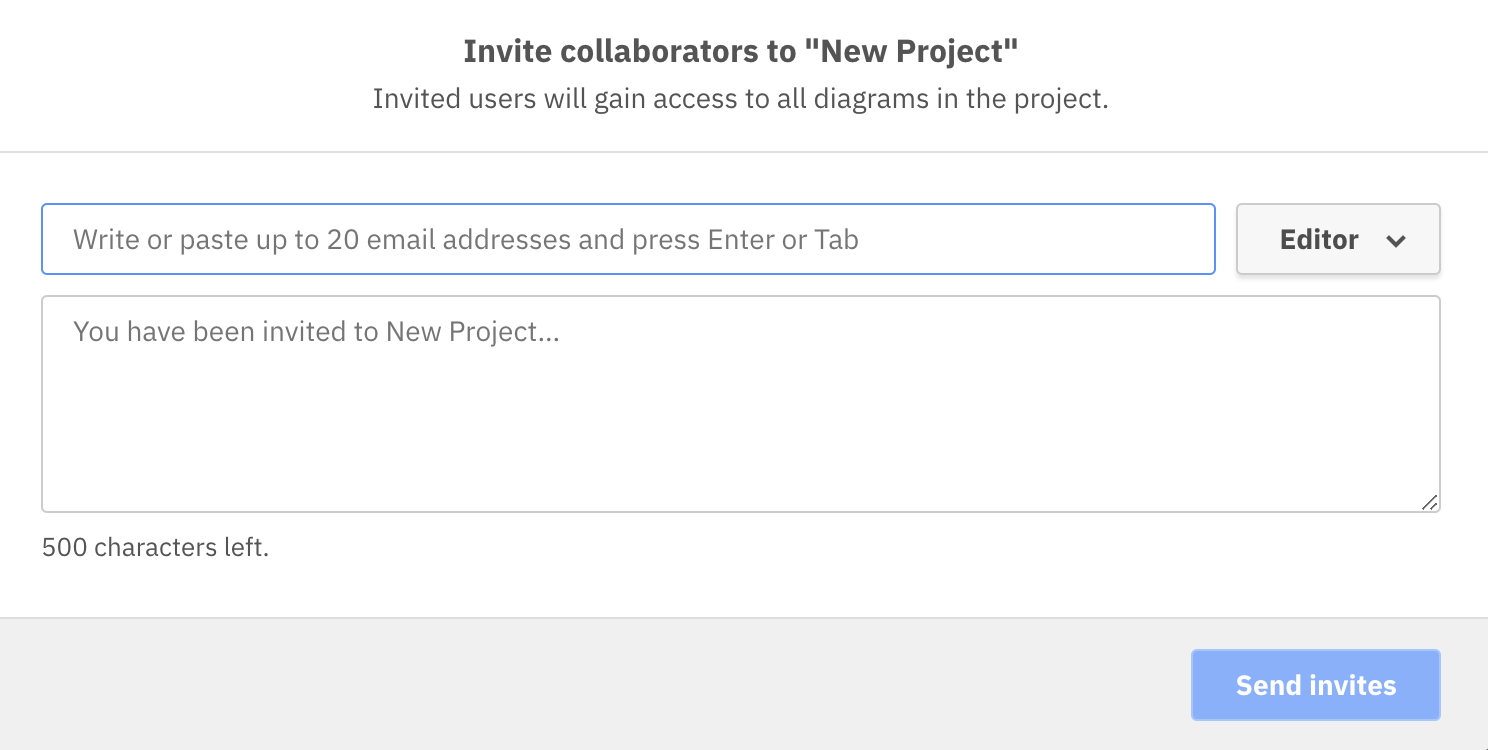 Invite collaborators to "New Project"
Invited users will gain access to all diagrams in the project.
Write or paste up to 20 email addresses and press Enter or Tab
Editor
You have been invited to New Project...
500 characters left.
Send invites